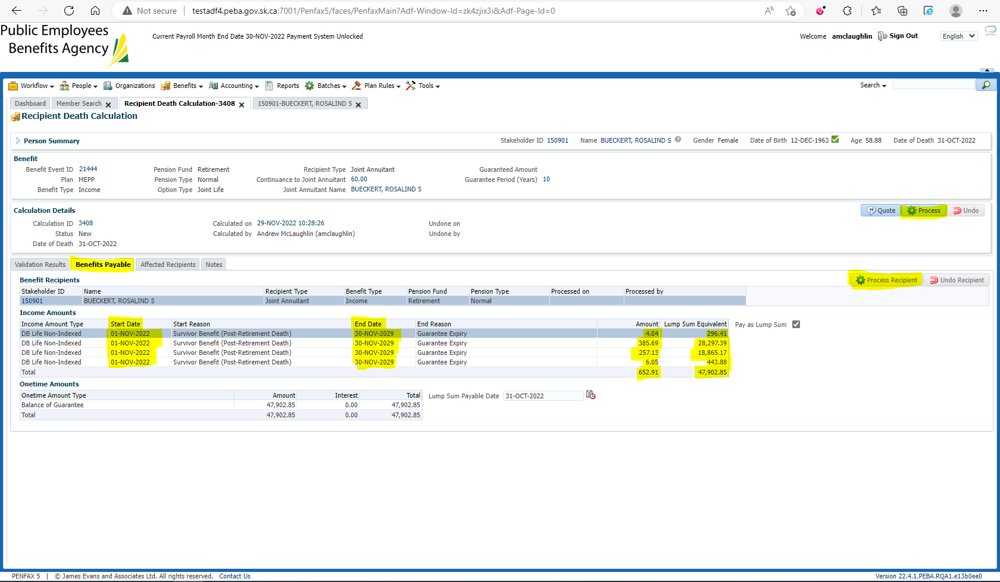 Not secure | testadf4.peba.gov.sk.ca:7001/Penfax5/faces/PenfaxMain?Adf-Window-Id=zk4zjix3i&Adf-Page-Id=0
Public Employees
Benefits Agency
Current Payroll Month End Date 30-NOV-2022 Payment System Unlocked
Welcome amclaughlin Sign Out English
Workflow People Organizations Benefits Accounting Reports Batches Plan Rules Tools Search
Dashboard Member Search Recipient Death Calculation-3408 150901-BUECKERT, ROSALIND S
Recipient Death Calculation
Person Summary Stakeholder ID 150901 Name BUECKERT, ROSALIND S Gender Female Date of Birth 12-DEC-1963 Age 58.88 Date of Death 31-OCT-2022
Benefit
Benefit Event ID 21444 Pension Fund Retirement Recipient Type Joint Annuitant Guaranteed Amount
Plan MEPP Pension Type Normal Continuance to Joint Annuitant 60.00 Guarantee Period (Years) 10
Benefit Type Income Option Type Joint Life Joint Annuitant Name BUECKERT, ROSALIND S
Calculation Details Quote Process Undo
Calculation ID 3408 Calculated on 29-NOV-2022 10:28:26 Undone on
Status New Calculated by Andrew McLaughlin (amclaughlin) Undone by
Date of Death 31-OCT-2022
Validation Results Benefits Payable Affected Recipients Notes
Benefit Recipients Process Recipient Undo Recipient
Stakeholder ID Name Recipient Type Benefit Type Pension Fund Pension Type Processed on Processed by
150901 BUECKERT, ROSALIND S Joint Annuitant Income Retirement Normal
Income Amounts
Income Amount Type Start Date Start Reason End Date End Reason Amount Lump Sum Equivalent Pay as Lump Sum
DB Life Non-Indexed 01-NOV-2022 Survivor Benefit (Post-Retirement Death) 30-NOV-2029 Guarantee Expiry 4.04 296.41
DB Life Non-Indexed 01-NOV-2022 Survivor Benefit (Post-Retirement Death) 30-NOV-2029 Guarantee Expiry 385.69 28,297.39
DB Life Non-Indexed 01-NOV-2022 Survivor Benefit (Post-Retirement Death) 30-NOV-2029 Guarantee Expiry 257.13 18,865.17
DB Life Non-Indexed 01-NOV-2022 Survivor Benefit (Post-Retirement Death) 30-NOV-2029 Guarantee Expiry 6.05 443.88
Total 652.91 47,902.85
Onetime Amounts
Onetime Amount Type Amount Interest Total Lump Sum Payable Date 31-OCT-2022
Balance of Guarantee 47,902.85 0.00 47,902.85
Total 47,902.85 0.00 47,902.85
PENFAX 5 | © James Evans and Associates Ltd. All rights reserved. Contact Us Version 22.4.1.PEBA.RQA1.e13b0ee0